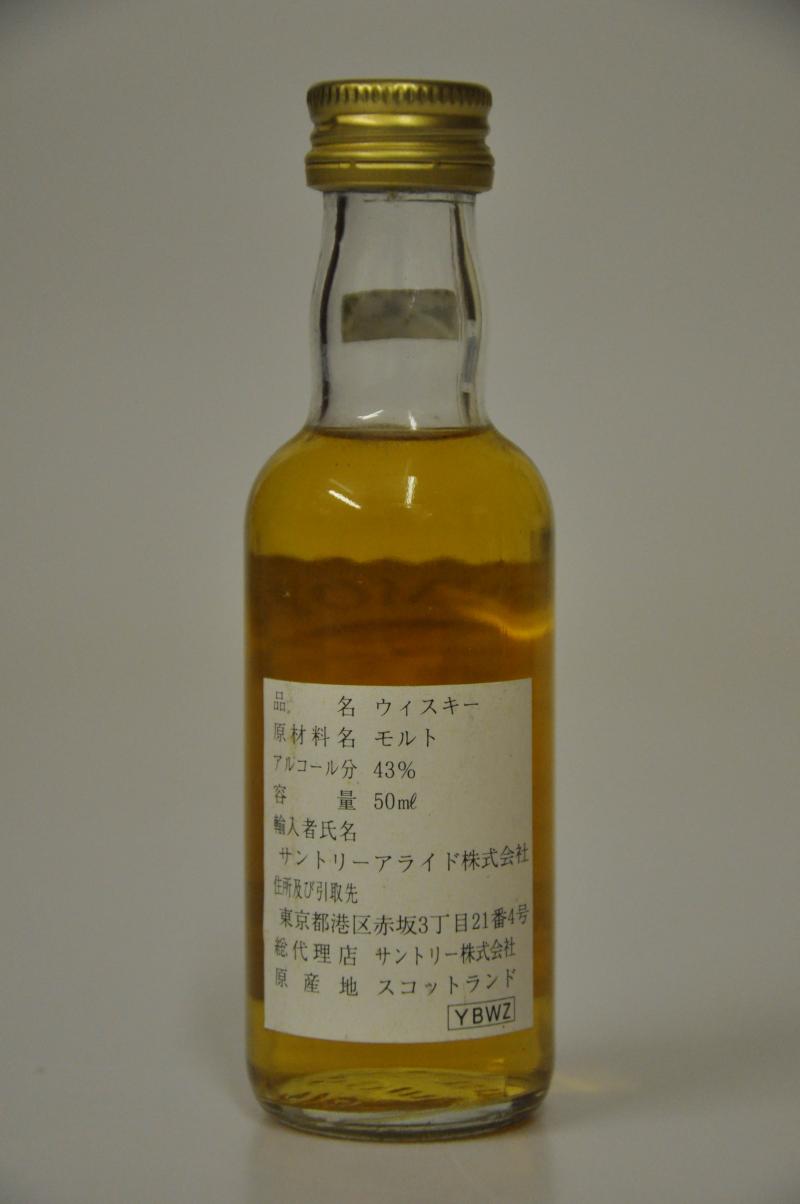 品名 ウィスキー
原材料名 モルト
アルコール分 43%
容量 50mℓ
輸入者氏名
サントリーアライド株式会社
住所及び引取先
東京都港区赤坂3丁目21番4号
総代理店 サントリー株式会社
原産地 スコットランド
YBWZ